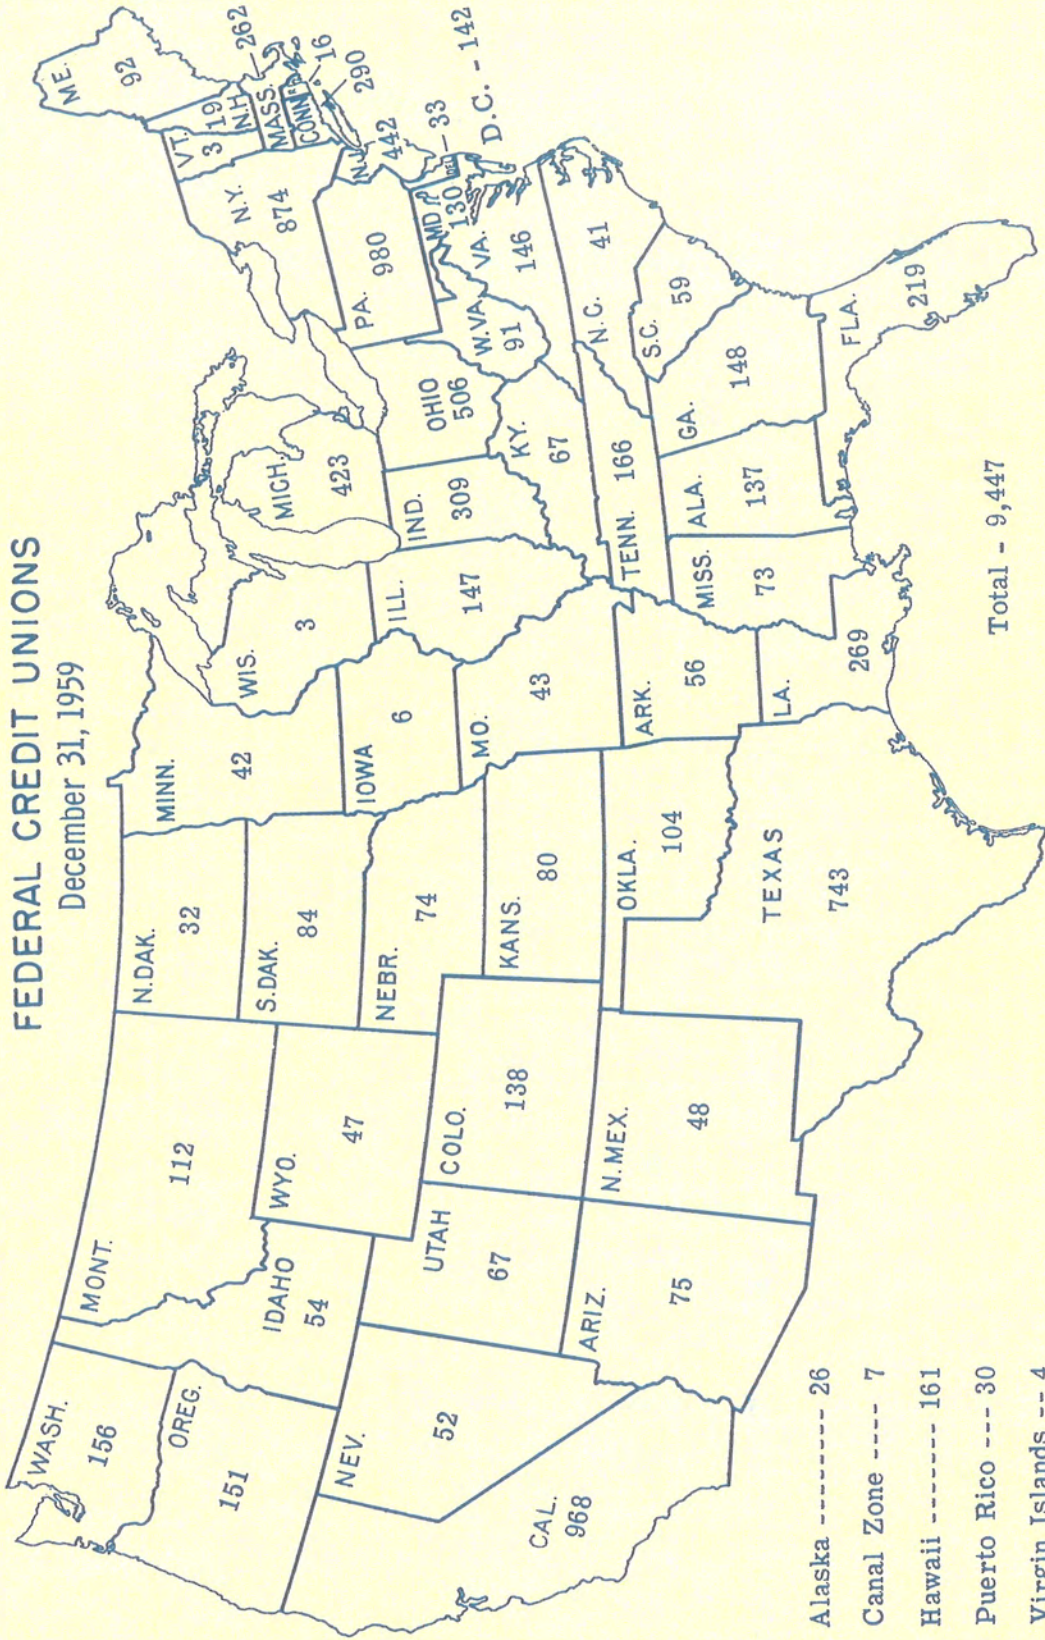 FEDERAL CREDIT UNIONS
December 31, 1959
WASH.
156
OREG.
151
CAL.
968
NEV.
52
IDAHO
54
MONT.
112
WYO.
47
UTAH
67
COLO.
138
ARIZ.
75
N.MEX.
48
N.DAK.
32
S.DAK.
84
NEBR.
74
KANS.
80
OKLA.
104
TEXAS
743
MINN.
42
IOWA
6
MO.
43
ARK.
56
LA.
269
WIS.
3
ILL.
147
MICH.
423
IND.
309
OHIO
506
KY.
67
TENN. 166
MISS.
73
ALA.
137
GA.
148
FLA.
219
S.C.
59
N.C. 41
VA.
146
W.VA.
91
MD.
130
DEL.
- 33
D.C. - 142
PA.
980
N.J.
442
N.Y.
874
CONN.
290
16
MASS.
- 262
VT.
3
N.H.
19
ME.
92
Alaska --------- 26
Canal Zone ---- 7
Hawaii ------- 161
Puerto Rico --- 30
Virgin Islands -- 4
Total - 9,447